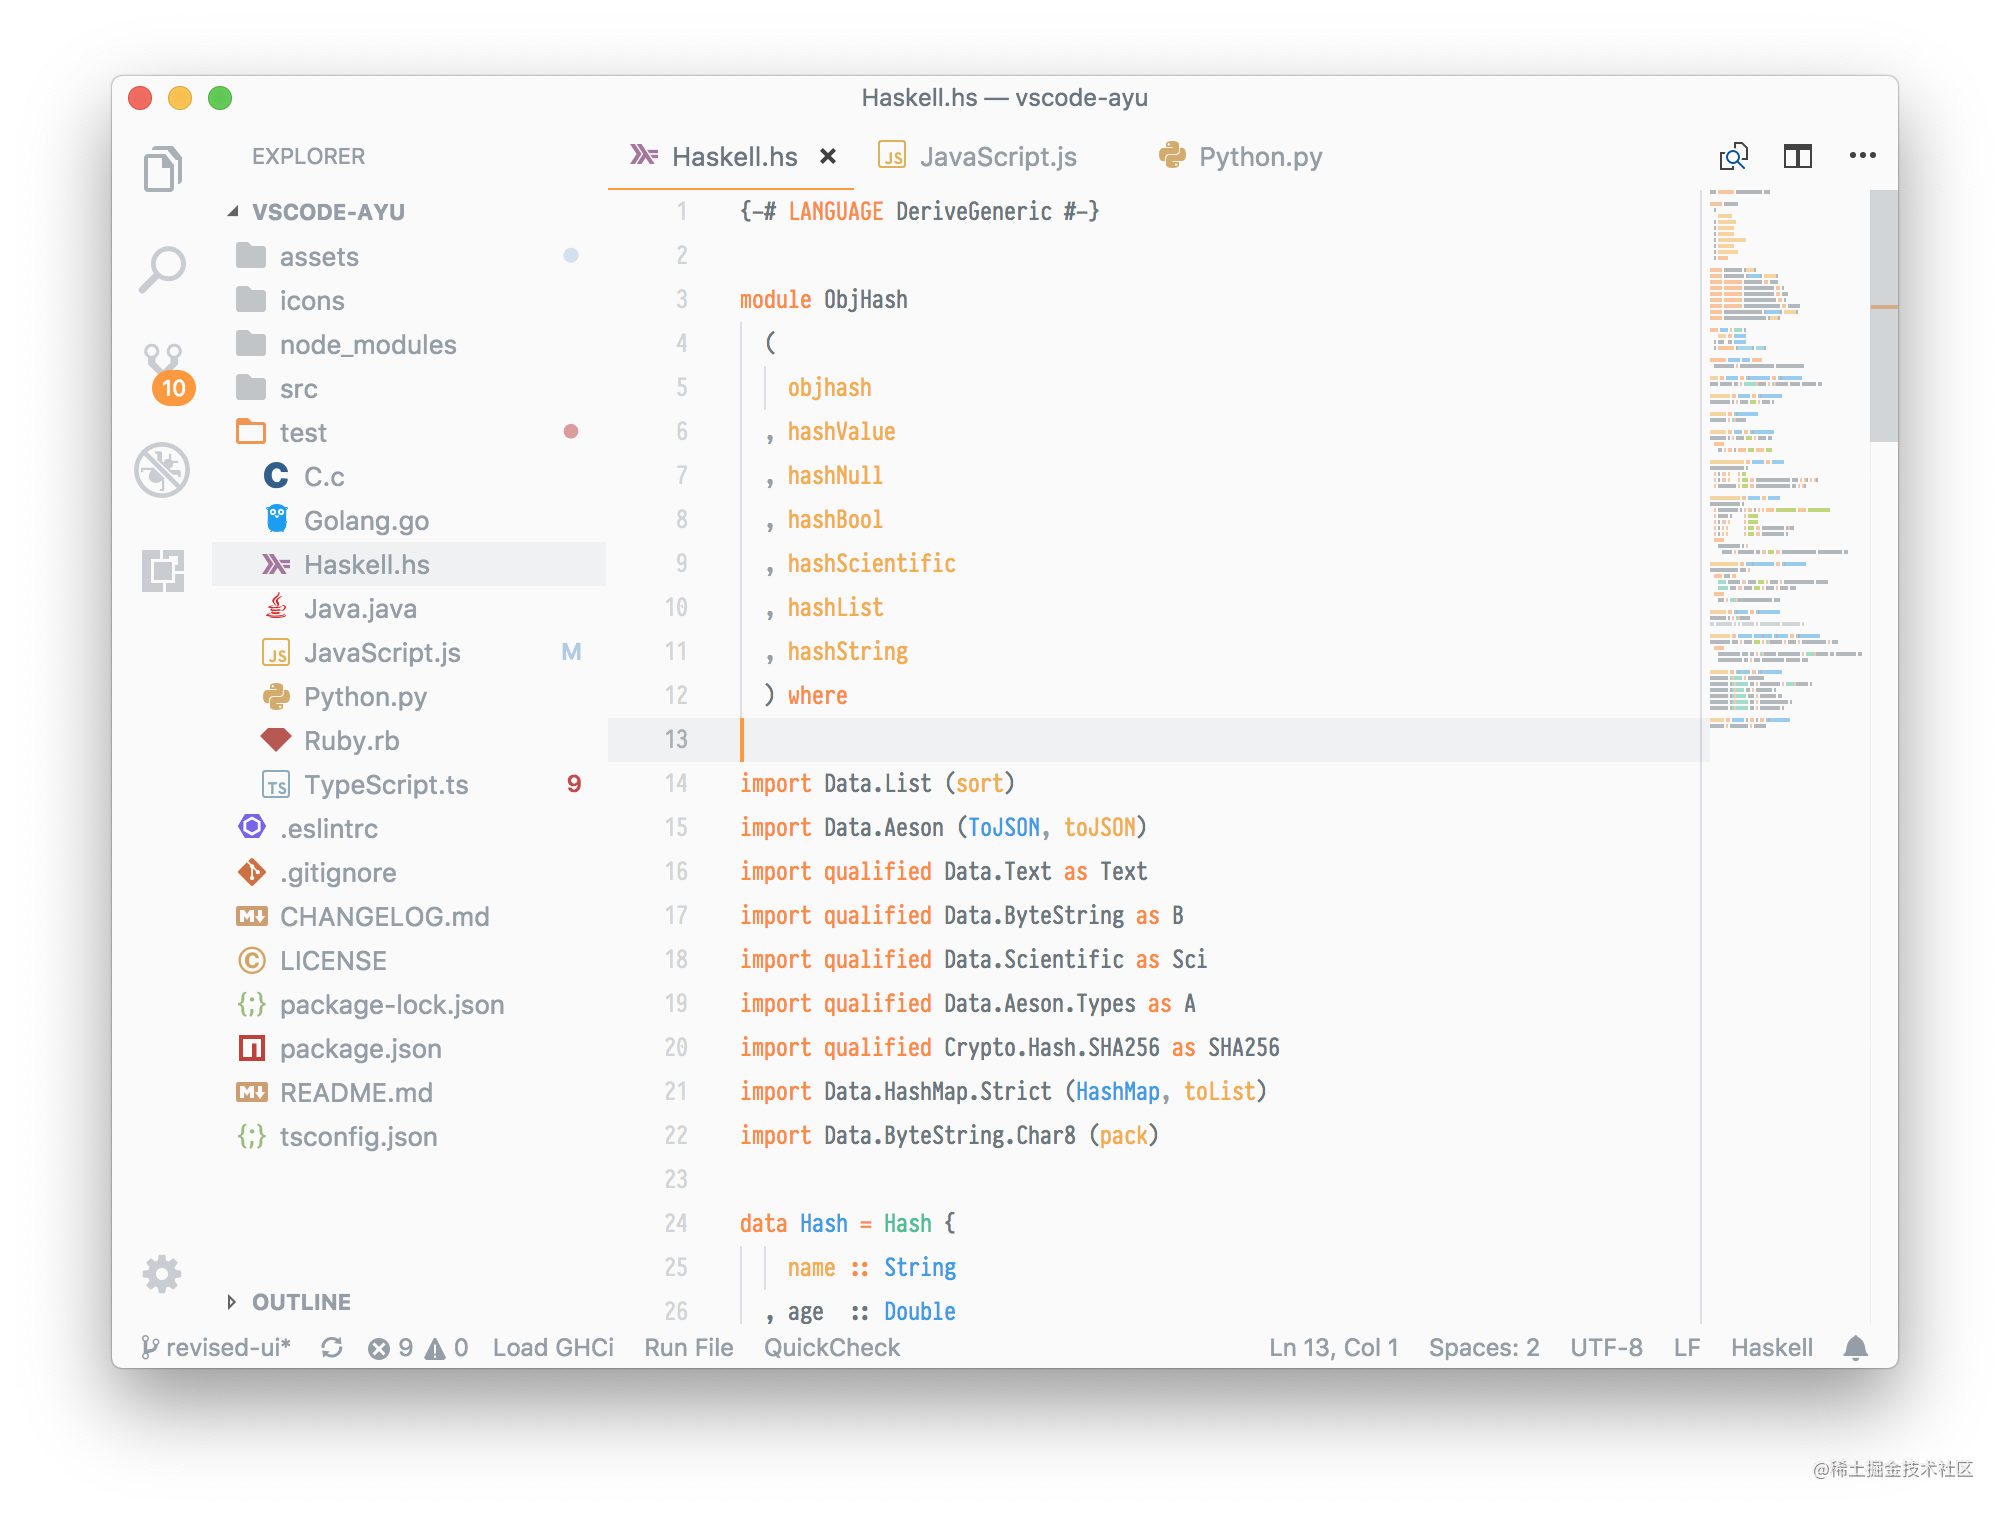 Haskell.hs — vscode-ayu
EXPLORER
VSCODE-AYU
assets
icons
node_modules
src
test
C.c
Golang.go
Haskell.hs
Java.java
JavaScript.js M
Python.py
Ruby.rb
TypeScript.ts 9
.eslintrc
.gitignore
CHANGELOG.md
LICENSE
package-lock.json
package.json
README.md
tsconfig.json
OUTLINE
10
Haskell.hs JavaScript.js Python.py
1 {-# LANGUAGE DeriveGeneric #-}
2
3 module ObjHash
4 (
5 objhash
6 , hashValue
7 , hashNull
8 , hashBool
9 , hashScientific
10 , hashList
11 , hashString
12 ) where
13
14 import Data.List (sort)
15 import Data.Aeson (ToJSON, toJSON)
16 import qualified Data.Text as Text
17 import qualified Data.ByteString as B
18 import qualified Data.Scientific as Sci
19 import qualified Data.Aeson.Types as A
20 import qualified Crypto.Hash.SHA256 as SHA256
21 import Data.HashMap.Strict (HashMap, toList)
22 import Data.ByteString.Char8 (pack)
23
24 data Hash = Hash {
25 name :: String
26 , age :: Double
revised-ui* 9 0 Load GHCi Run File QuickCheck Ln 13, Col 1 Spaces: 2 UTF-8 LF Haskell
@稀土掘金技术社区